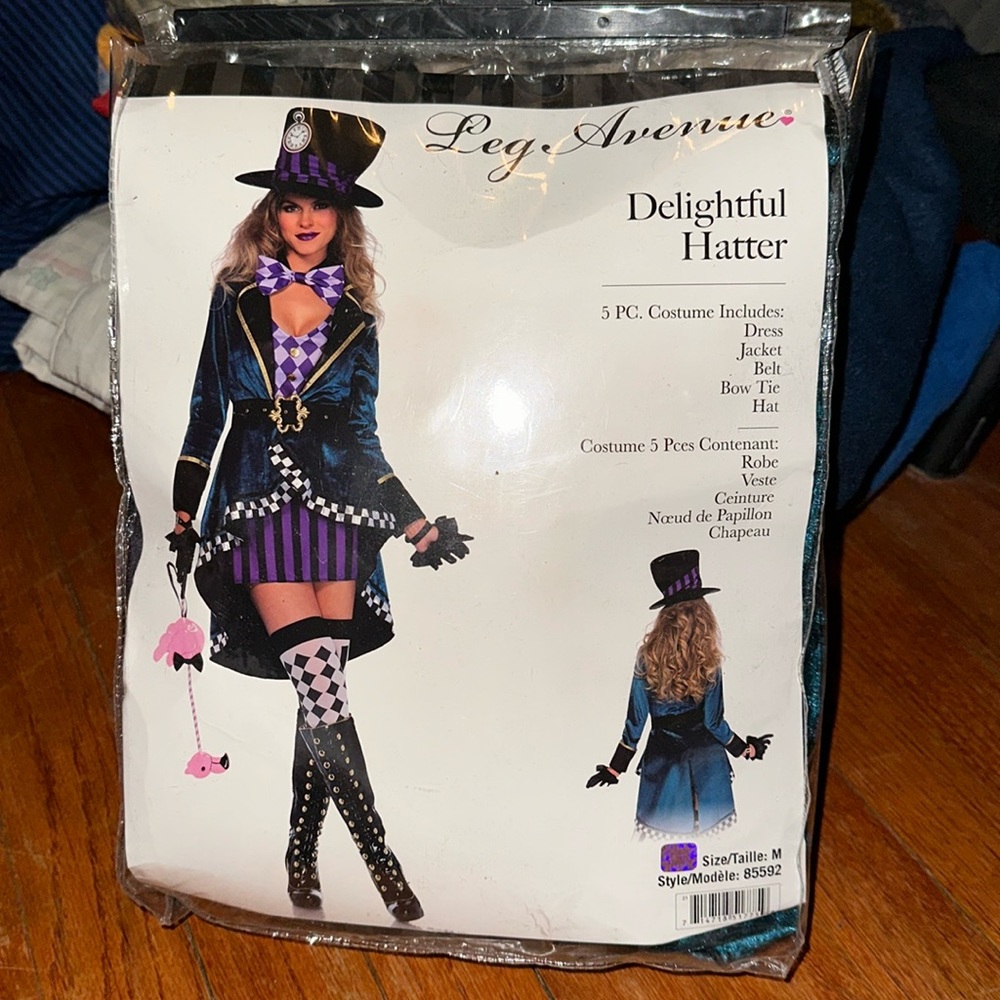 Leg Avenue
Delightful
Hatter
5 PC. Costume Includes:
Dress
Jacket
Belt
Bow Tie
Hat
Costume 5 Pces Contenant:
Robe
Veste
Ceinture
Nœud de Papillon
Chapeau
Size/Taille: M
Style/Modèle: 85592